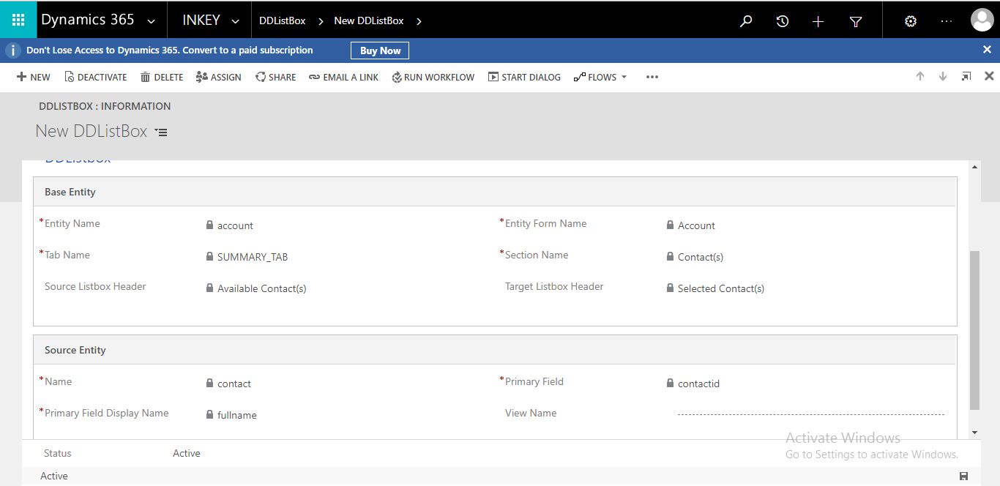 Dynamics 365 INKEY DDListBox > New DDListBox >
Don't Lose Access to Dynamics 365. Convert to a paid subscription Buy Now
NEW DEACTIVATE DELETE ASSIGN SHARE EMAIL A LINK RUN WORKFLOW START DIALOG FLOWS ...
DDLISTBOX : INFORMATION
New DDListBox
DDListbox
Base Entity
*Entity Name account *Entity Form Name Account
*Tab Name SUMMARY_TAB *Section Name Contact(s)
Source Listbox Header Available Contact(s) Target Listbox Header Selected Contact(s)
Source Entity
*Name contact *Primary Field contactid
*Primary Field Display Name fullname View Name
Activate Windows
Status Active Go to Settings to activate Windows.
Active